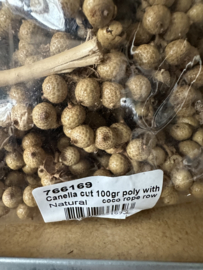 766169
Canella cut 100gr poly with
Natural coco rope row